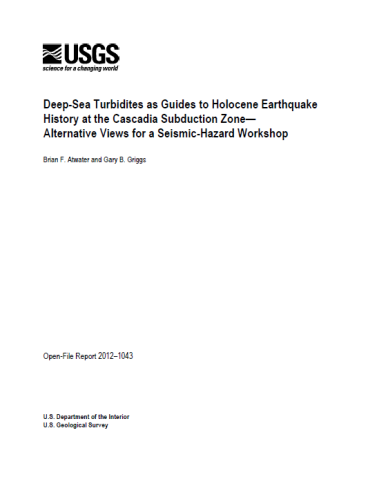 USGS
science for a changing world
Deep-Sea Turbidites as Guides to Holocene Earthquake
History at the Cascadia Subduction Zone—
Alternative Views for a Seismic-Hazard Workshop
Brian F. Atwater and Gary B. Griggs
Open-File Report 2012–1043
U.S. Department of the Interior
U.S. Geological Survey